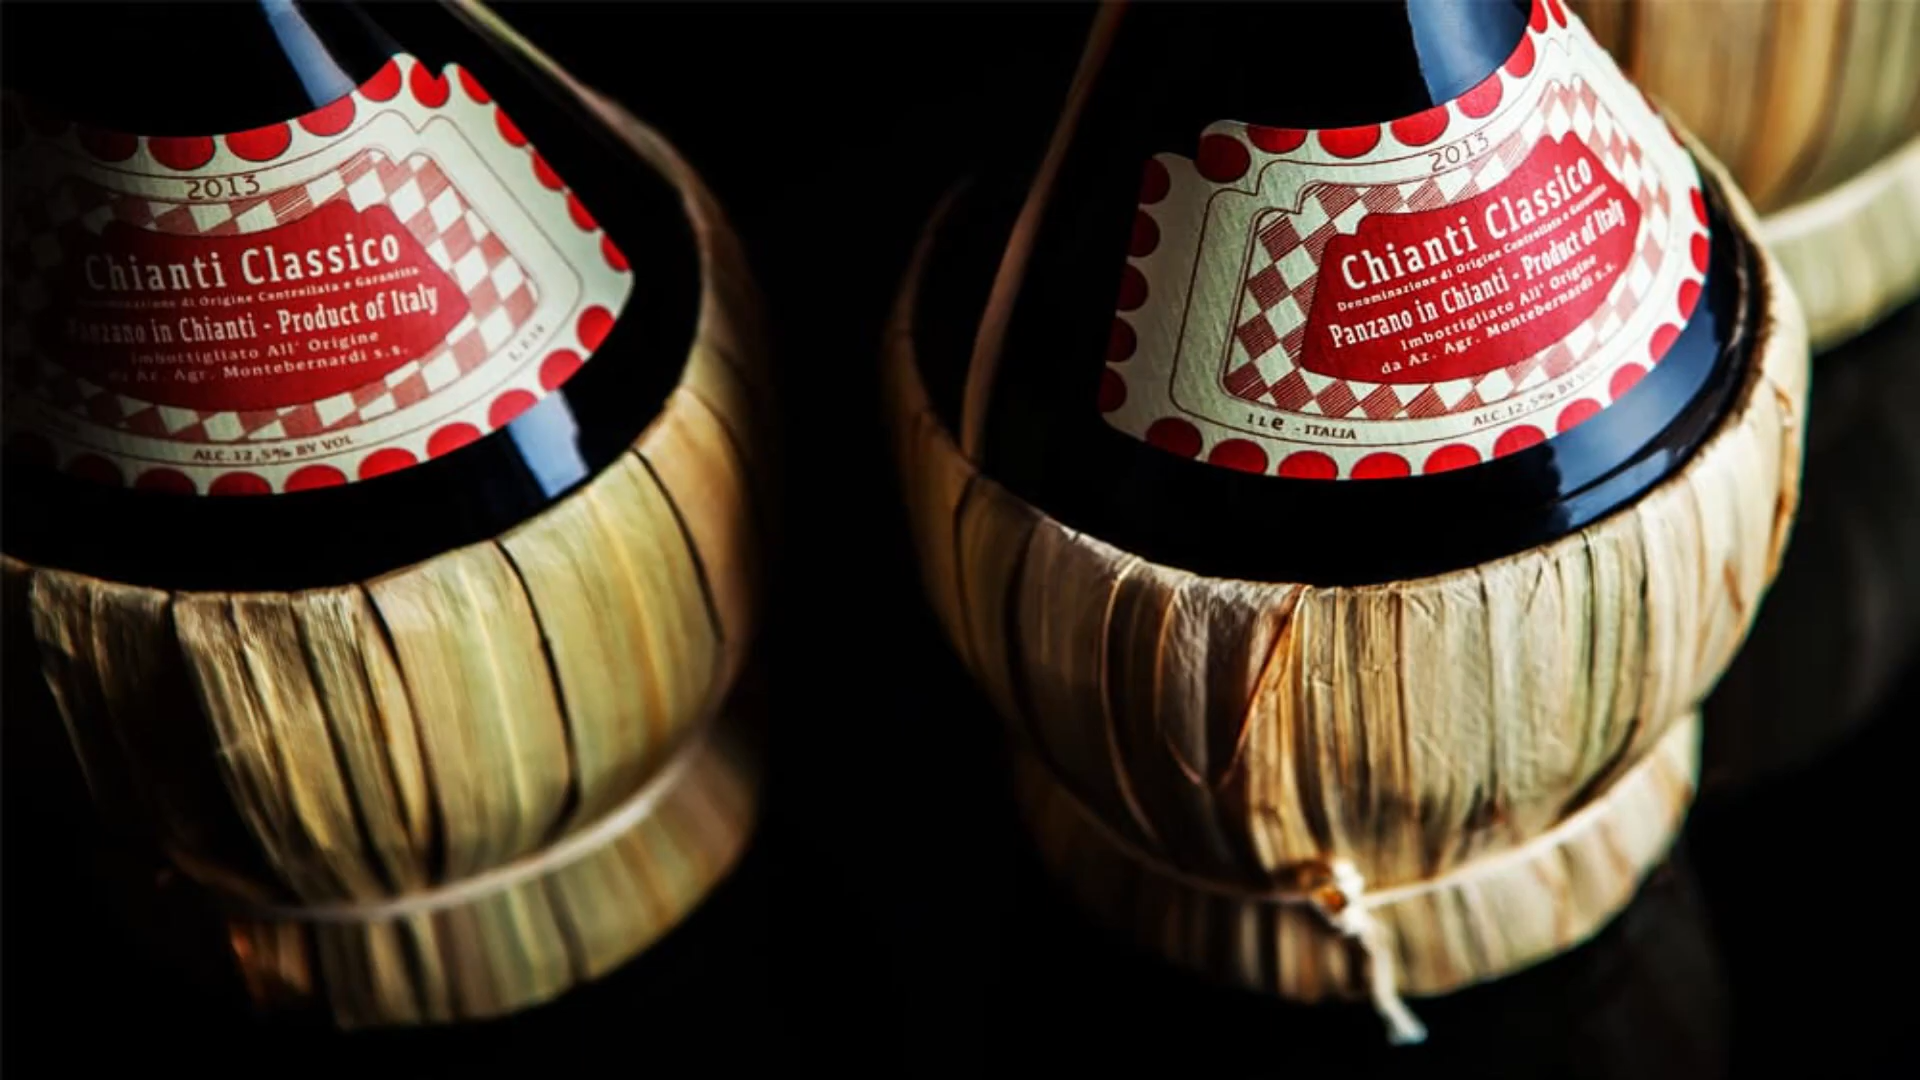 2013
Chianti Classico
di Origine Controllata e Garantita
Panzano in Chianti - Product of Italy
Imbottigliato All' Origine
da Az. Agr. Montebernardi s.s.
ALC. 12,5% BY VOL
2013
Chianti Classico
Denominazione di Origine Controllata e Garantita
Panzano in Chianti - Product of Italy
Imbottigliato All' Origine
da Az. Agr. Montebernardi s.s.
1 L e - ITALIA
ALC. 12,5% BY VOL